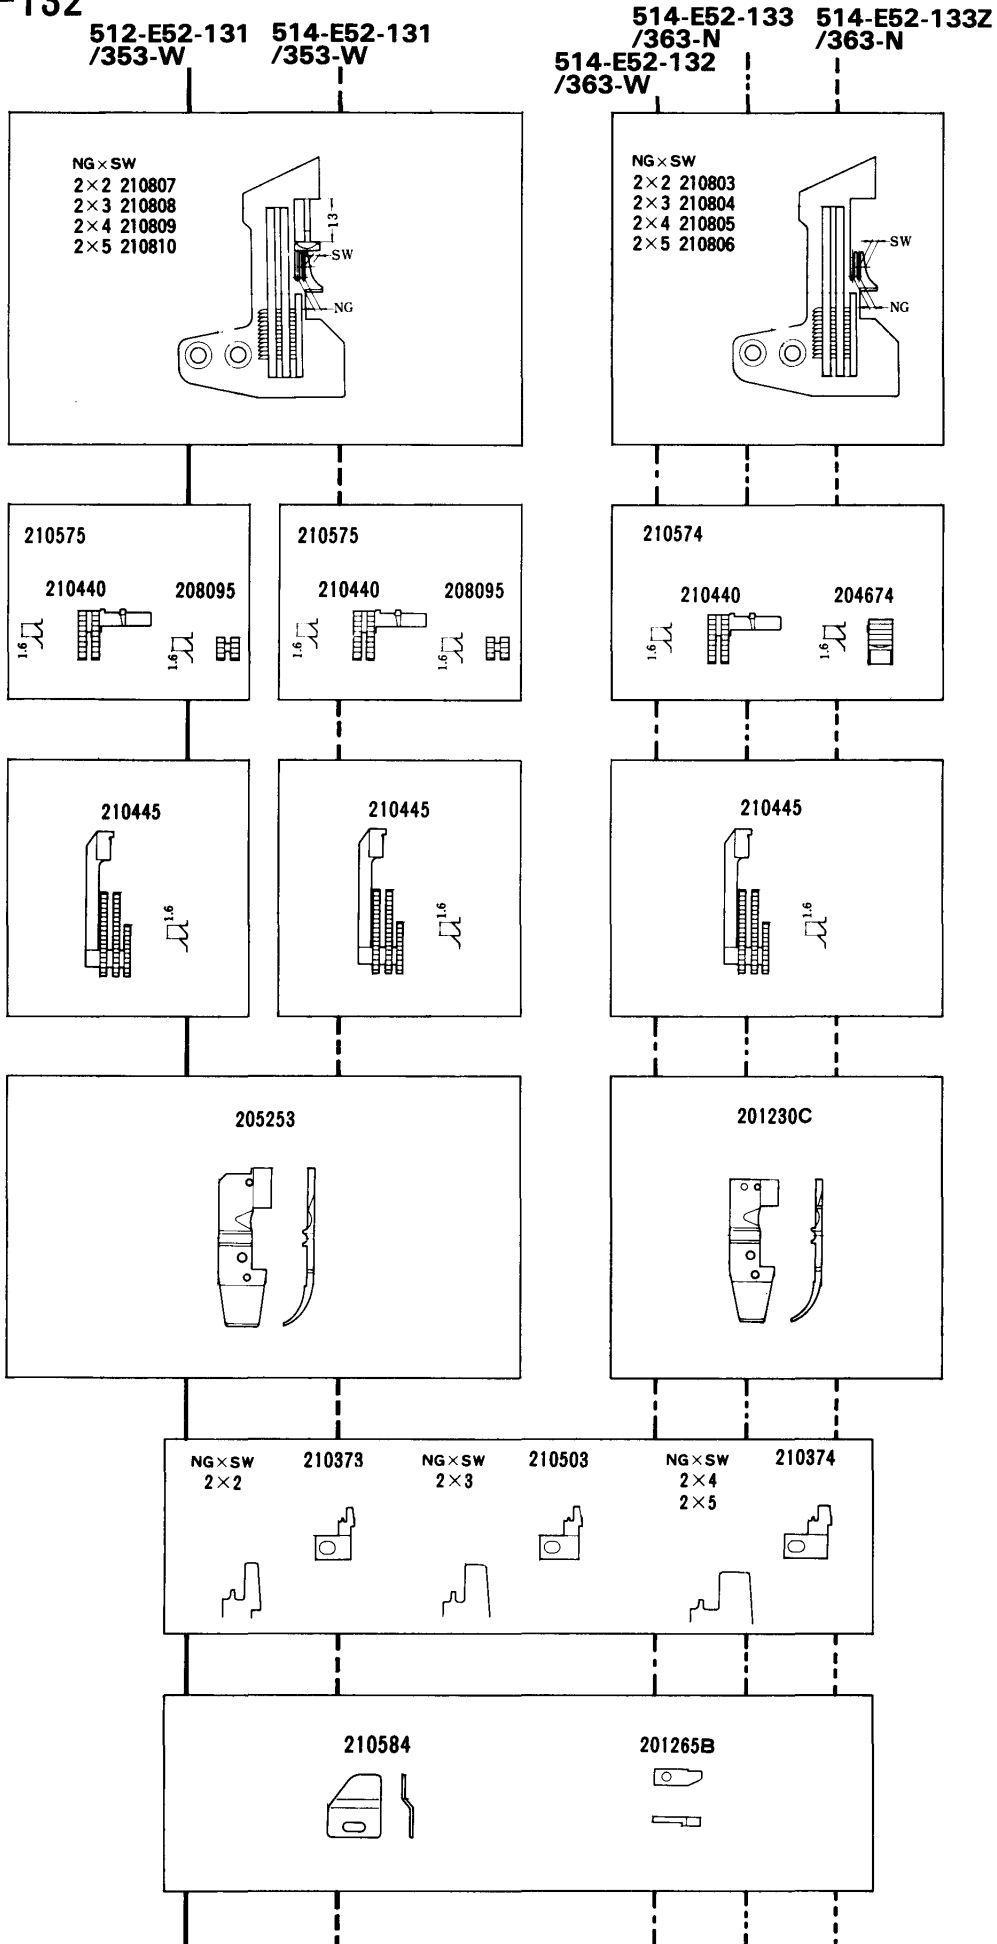 -132
512-E52-131
/353-W
514-E52-131
/353-W
514-E52-133
/363-N
514-E52-133Z
/363-N
514-E52-132
/363-W
NG×SW
2×2 210807
2×3 210808
2×4 210809
2×5 210810
13
SW
NG
NG×SW
2×2 210803
2×3 210804
2×4 210805
2×5 210806
SW
NG
210575
210440
208095
1.6
1.6
210575
210440
208095
1.6
1.6
210574
210440
204674
1.6
1.6
210445
1.6
210445
1.6
210445
1.6
205253
201230C
NG×SW
2×2
210373
NG×SW
2×3
210503
NG×SW
2×4
2×5
210374
210584
201265B